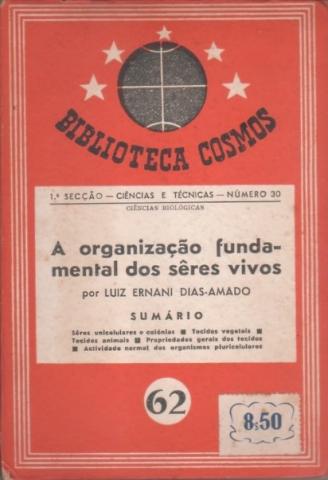 BIBLIOTECA COSMOS
1.ª SECÇÃO — CIÊNCIAS E TÉCNICAS — NÚMERO 30
CIÊNCIAS BIOLÓGICAS
A organização funda-
mental dos sêres vivos
por LUIZ ERNANI DIAS-AMADO
SUMÁRIO
Sêres unicelulares e colónias ■ Tecidos vegetais ■
Tecidos animais ■ Propriedades gerais dos tecidos
■ Actividade normal dos organismos pluricelulares
62
8$50